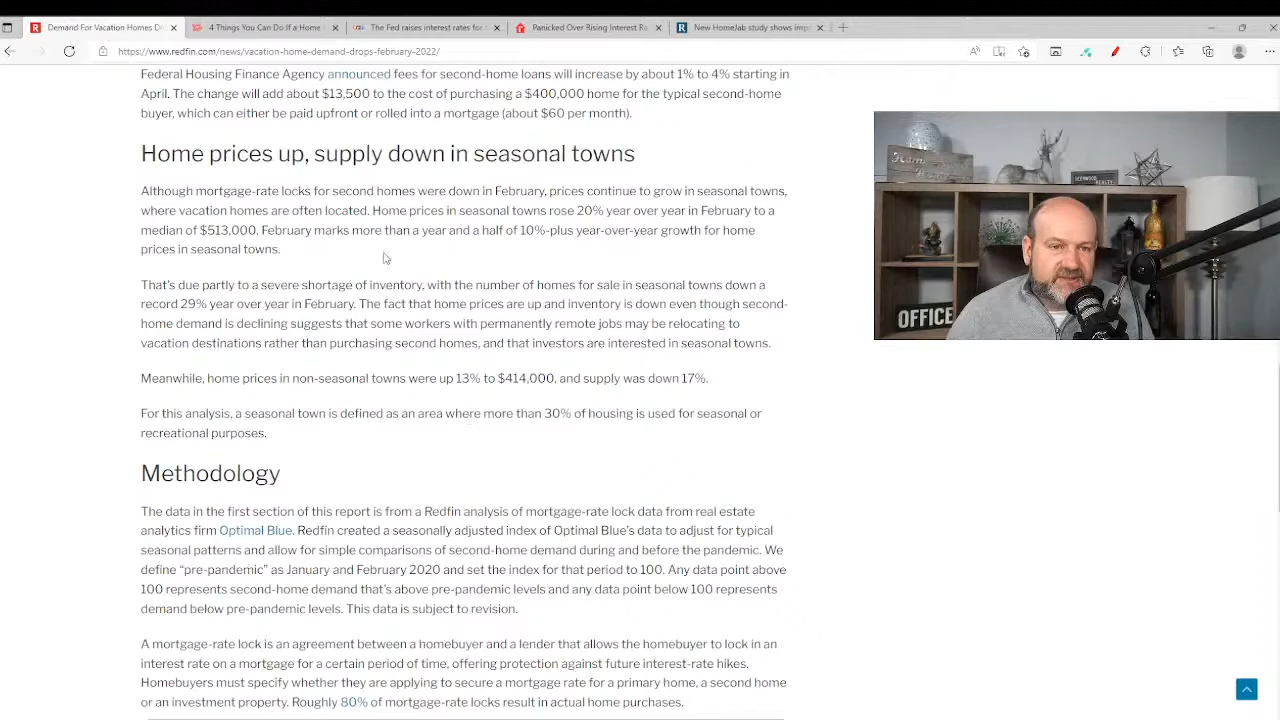 Demand For Vacation Homes De
4 Things You Can Do If a Home
The Fed raises interest rates for
Panicked Over Rising Interest Ra
New HomeJab study shows imp
https://www.redfin.com/news/vacation-home-demand-drops-february-2022/
Federal Housing Finance Agency announced fees for second-home loans will increase by about 1% to 4% starting in
April. The change will add about $13,500 to the cost of purchasing a $400,000 home for the typical second-home
buyer, which can either be paid upfront or rolled into a mortgage (about $60 per month).
Home prices up, supply down in seasonal towns
Although mortgage-rate locks for second homes were down in February, prices continue to grow in seasonal towns,
where vacation homes are often located. Home prices in seasonal towns rose 20% year over year in February to a
median of $513,000. February marks more than a year and a half of 10%-plus year-over-year growth for home
prices in seasonal towns.
That's due partly to a severe shortage of inventory, with the number of homes for sale in seasonal towns down a
record 29% year over year in February. The fact that home prices are up and inventory is down even though second-
home demand is declining suggests that some workers with permanently remote jobs may be relocating to
vacation destinations rather than purchasing second homes, and that investors are interested in seasonal towns.
Meanwhile, home prices in non-seasonal towns were up 13% to $414,000, and supply was down 17%.
For this analysis, a seasonal town is defined as an area where more than 30% of housing is used for seasonal or
recreational purposes.
Methodology
The data in the first section of this report is from a Redfin analysis of mortgage-rate lock data from real estate
analytics firm Optimal Blue. Redfin created a seasonally adjusted index of Optimal Blue's data to adjust for typical
seasonal patterns and allow for simple comparisons of second-home demand during and before the pandemic. We
define "pre-pandemic" as January and February 2020 and set the index for that period to 100. Any data point above
100 represents second-home demand that's above pre-pandemic levels and any data point below 100 represents
demand below pre-pandemic levels. This data is subject to revision.
A mortgage-rate lock is an agreement between a homebuyer and a lender that allows the homebuyer to lock in an
interest rate on a mortgage for a certain period of time, offering protection against future interest-rate hikes.
Homebuyers must specify whether they are applying to secure a mortgage rate for a primary home, a second home
or an investment property. Roughly 80% of mortgage-rate locks result in actual home purchases.
OFFICE